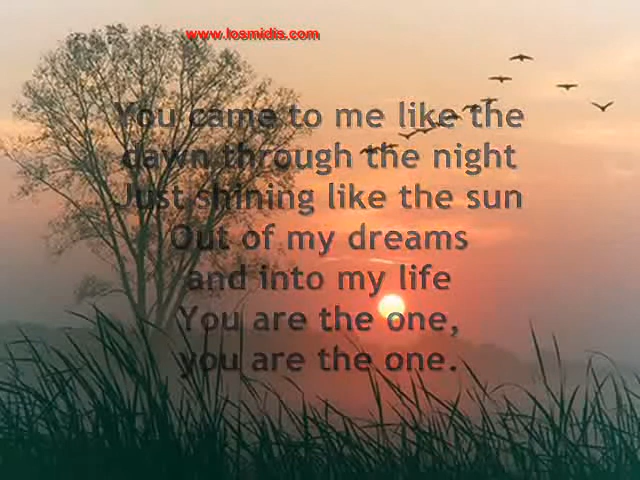 www.losmidis.com
You came to me like the
dawn through the night
Just shining like the sun
Out of my dreams
and into my life
You are the one,
you are the one.